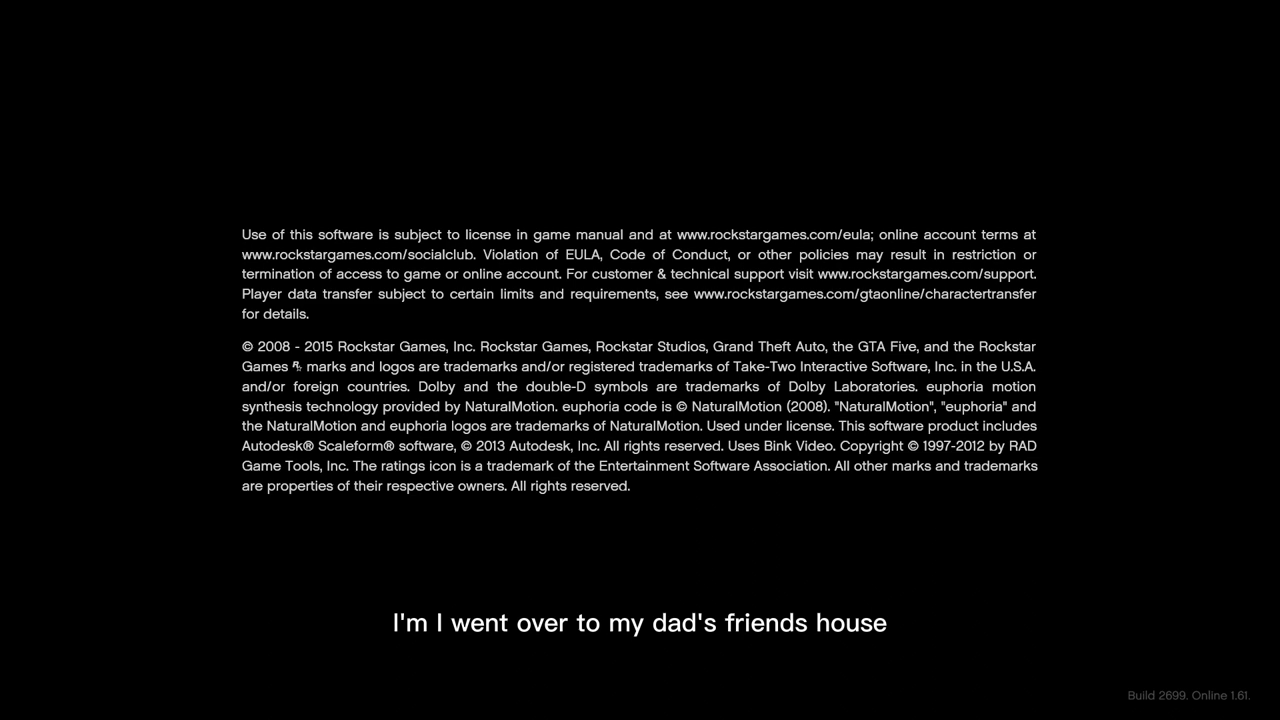 Use of this software is subject to license in game manual and at www.rockstargames.com/eula; online account terms at
www.rockstargames.com/socialclub. Violation of EULA, Code of Conduct, or other policies may result in restriction or
termination of access to game or online account. For customer & technical support visit www.rockstargames.com/support.
Player data transfer subject to certain limits and requirements, see www.rockstargames.com/gtaonline/charactertransfer
for details.
© 2008 - 2015 Rockstar Games, Inc. Rockstar Games, Rockstar Studios, Grand Theft Auto, the GTA Five, and the Rockstar
Games R* marks and logos are trademarks and/or registered trademarks of Take-Two Interactive Software, Inc. in the U.S.A.
and/or foreign countries. Dolby and the double-D symbols are trademarks of Dolby Laboratories. euphoria motion
synthesis technology provided by NaturalMotion. euphoria code is © NaturalMotion (2008). "NaturalMotion", "euphoria" and
the NaturalMotion and euphoria logos are trademarks of NaturalMotion. Used under license. This software product includes
Autodesk® Scaleform® software, © 2013 Autodesk, Inc. All rights reserved. Uses Bink Video. Copyright © 1997-2012 by RAD
Game Tools, Inc. The ratings icon is a trademark of the Entertainment Software Association. All other marks and trademarks
are properties of their respective owners. All rights reserved.
I'm I went over to my dad's friends house
Build 2699. Online 1.61.